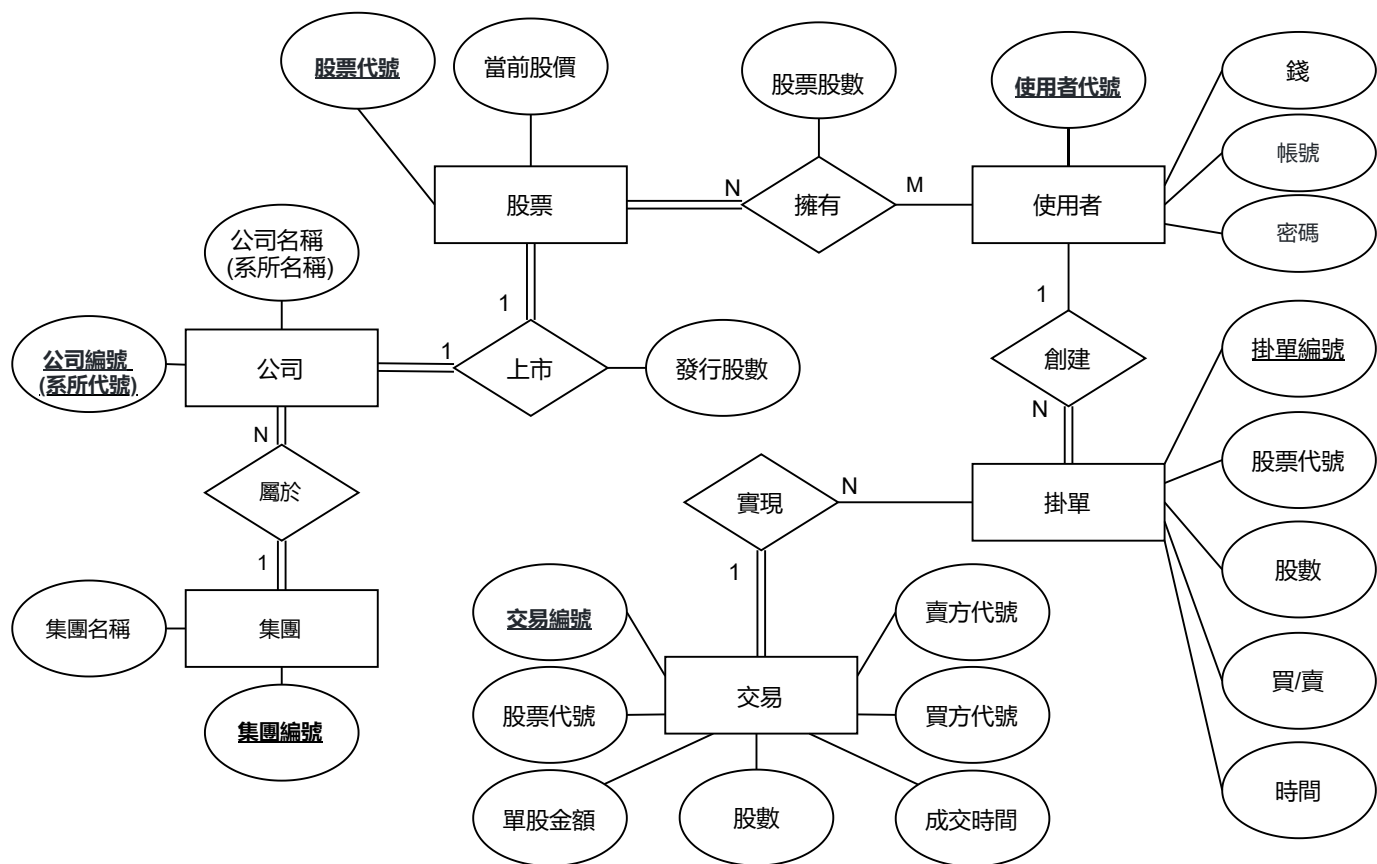 股票代號
當前股價
股票股數
使用者代號
錢
帳號
密碼
股票
N
擁有
M
使用者
公司名稱
(系所名稱)
1
1
公司編號
(系所代號)
公司
1
上市
發行股數
創建
掛單編號
N
N
屬於
實現
N
掛單
股票代號
股數
1
1
集團名稱
集團
交易編號
賣方代號
買/賣
股票代號
交易
買方代號
集團編號
單股金額
股數
成交時間
時間